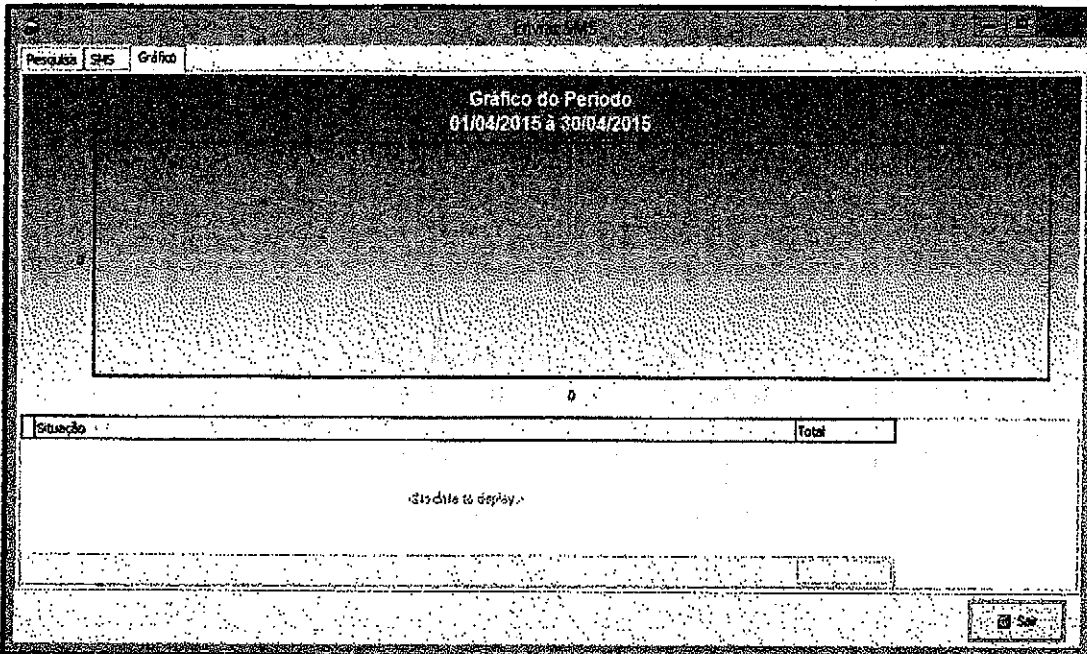 Envio SMS
Pesquisa SMS Gráfico
Gráfico do Periodo
01/04/2015 à 30/04/2015
0
0
Situação Total
<No data to display>
Sair